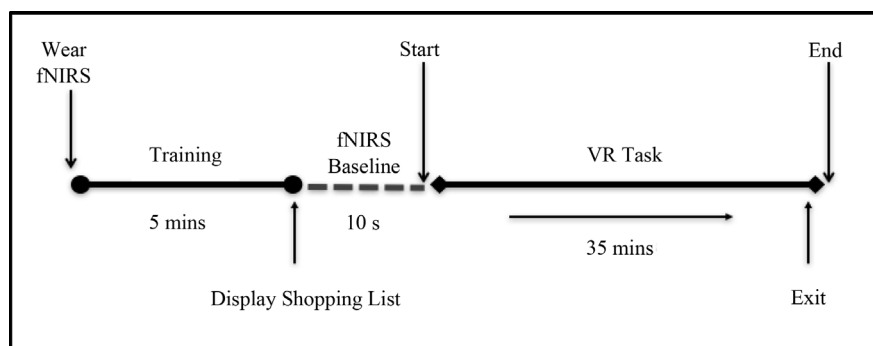 Wear
fNIRS
Start
End
Training
fNIRS
Baseline
VR Task
5 mins
10 s
35 mins
Display Shopping List
Exit